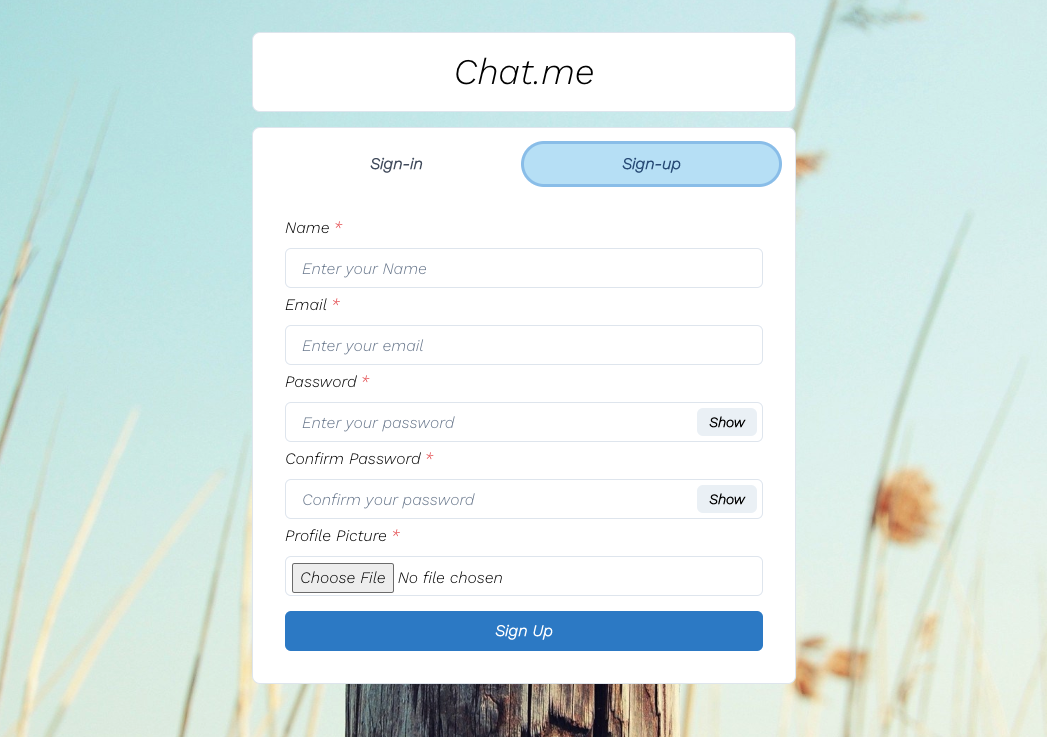 Chat.me
Sign-in Sign-up
Name *
Enter your Name
Email *
Enter your email
Password *
Enter your password Show
Confirm Password *
Confirm your password Show
Profile Picture *
Choose File No file chosen
Sign Up